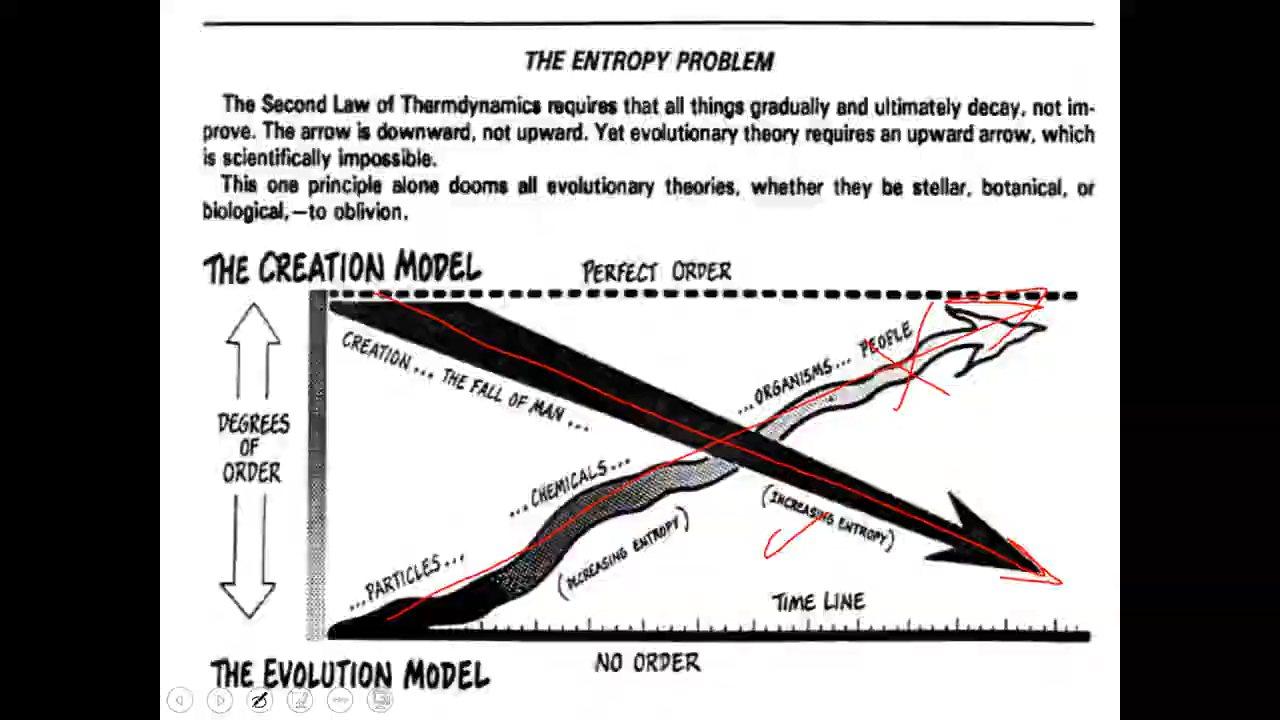 THE ENTROPY PROBLEM
The Second Law of Thermdynamics requires that all things gradually and ultimately decay, not im-
prove. The arrow is downward, not upward. Yet evolutionary theory requires an upward arrow, which
is scientifically impossible.
This one principle alone dooms all evolutionary theories, whether they be stellar, botanical, or
biological,—to oblivion.
THE CREATION MODEL
PERFECT ORDER
CREATION... THE FALL OF MAN...
...ORGANISMS... PEOPLE
DEGREES
OF
ORDER
...CHEMICALS...
(INCREASING ENTROPY)
...PARTICLES...
(DECREASING ENTROPY)
TIME LINE
NO ORDER
THE EVOLUTION MODEL